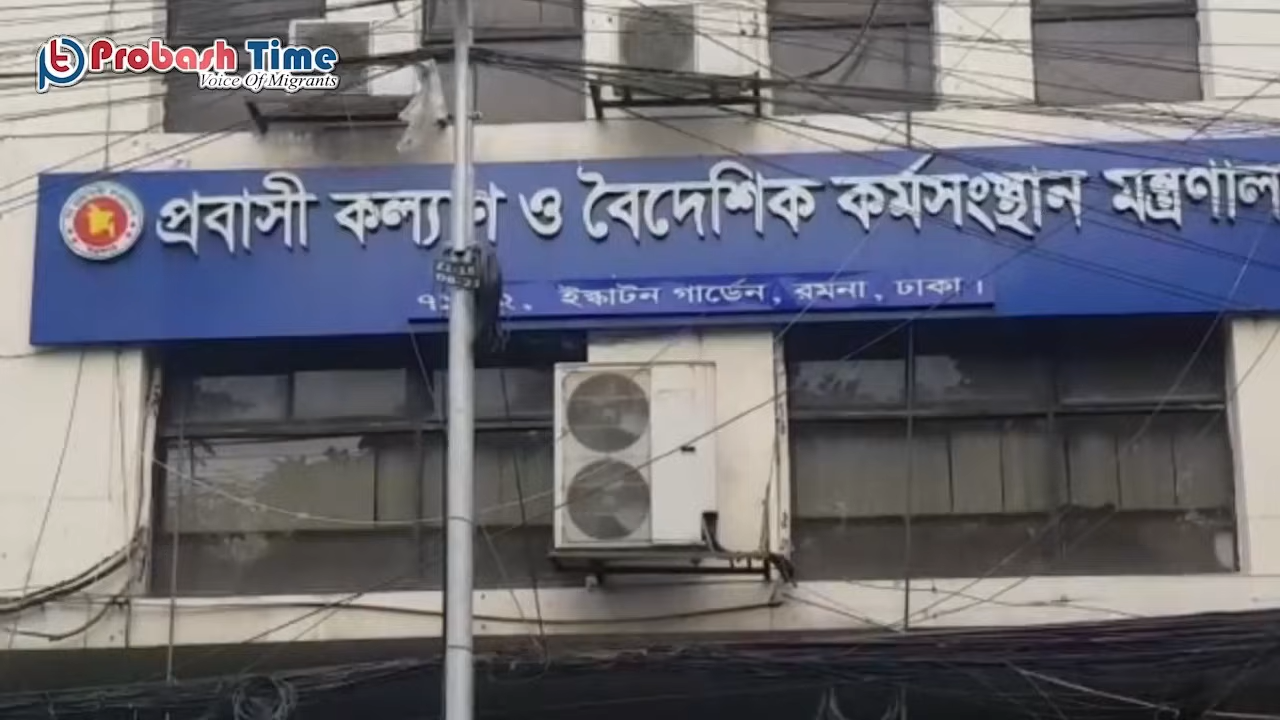 Probash Time
Voice Of Migrants
প্রবাসী কল্যাণ ও বৈদেশিক কর্মসংস্থান মন্ত্রণাল
ইস্কাটন গার্ডেন, রমনা, ঢাকা।